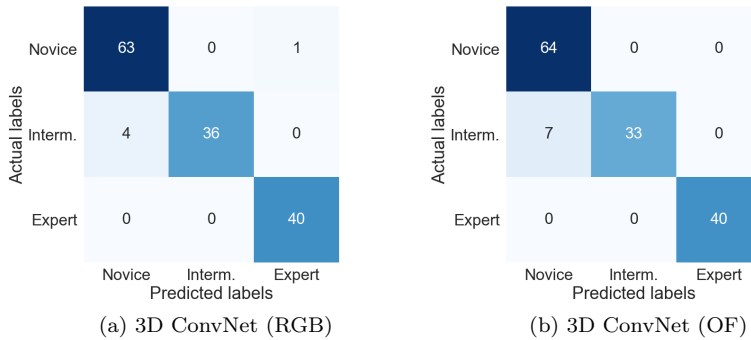 Actual labels
Novice 63 0 1
Interm. 4 36 0
Expert 0 0 40
Novice Interm. Expert
Predicted labels
(a) 3D ConvNet (RGB)
Actual labels
Novice 64 0 0
Interm. 7 33 0
Expert 0 0 40
Novice Interm. Expert
Predicted labels
(b) 3D ConvNet (OF)